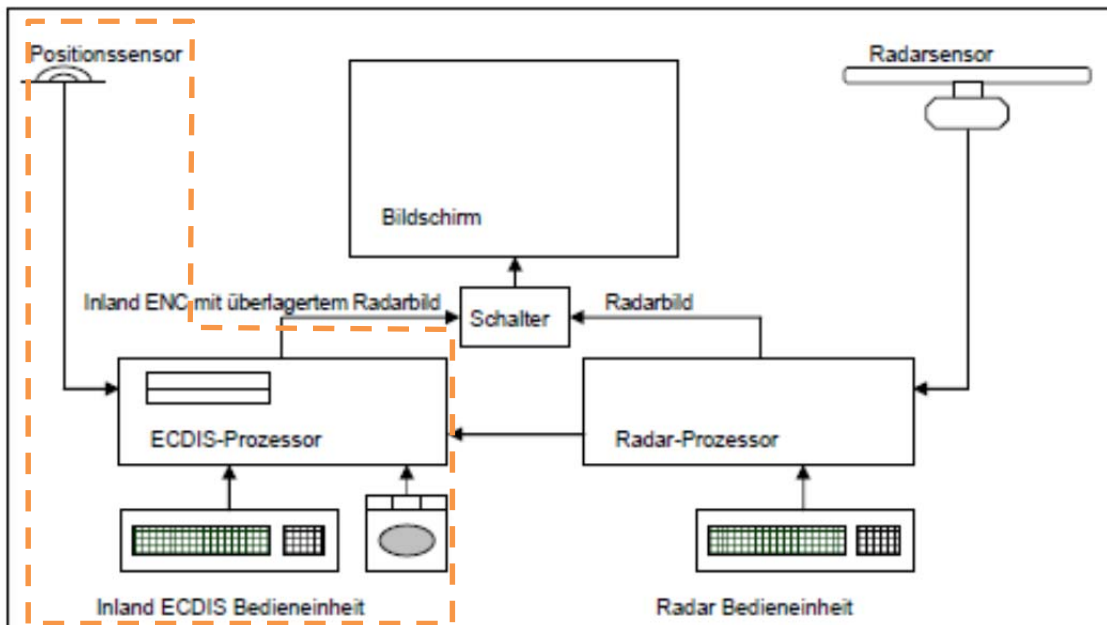 Positionssensor
Radarsensor
Bildschirm
Inland ENC mit überlagertem Radarbild
Schalter
Radarbild
ECDIS-Prozessor
Radar-Prozessor
Inland ECDIS Bedieneinheit
Radar Bedieneinheit